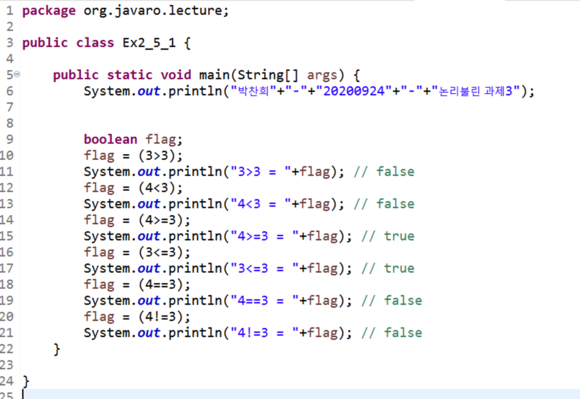 1 package org.javaro.lecture;
2
3 public class Ex2_5_1 {
4
5 public static void main(String[] args) {
6 System.out.println("박찬희"+"-"+"20200924"+"-"+"논리불린 과제3");
7
8
9 boolean flag;
10 flag = (3>3);
11 System.out.println("3>3 = "+flag); // false
12 flag = (4<3);
13 System.out.println("4<3 = "+flag); // false
14 flag = (4>=3);
15 System.out.println("4>=3 = "+flag); // true
16 flag = (3<=3);
17 System.out.println("3<=3 = "+flag); // true
18 flag = (4==3);
19 System.out.println("4==3 = "+flag); // false
20 flag = (4!=3);
21 System.out.println("4!=3 = "+flag); // false
22 }
23
24 }
25